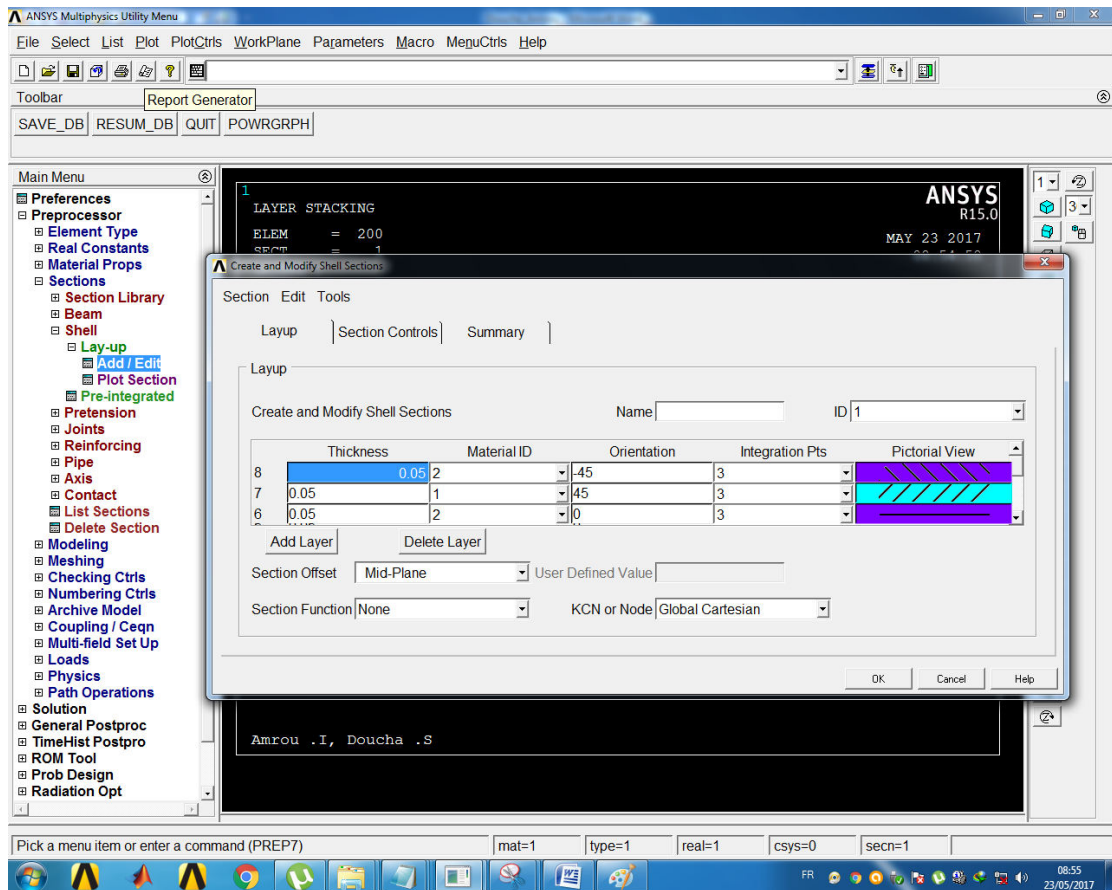 ANSYS Multiphysics Utility Menu
File Select List Plot PlotCtrls WorkPlane Parameters Macro MenuCtrls Help
Toolbar
Report Generator
SAVE_DB RESUM_DB QUIT POWRGRPH
Main Menu
Preferences
Preprocessor
Element Type
Real Constants
Material Props
Sections
Section Library
Beam
Shell
Lay-up
Add / Edit
Plot Section
Pre-integrated
Pretension
Joints
Reinforcing
Pipe
Axis
Contact
List Sections
Delete Section
Modeling
Meshing
Checking Ctrls
Numbering Ctrls
Archive Model
Coupling / Ceqn
Multi-field Set Up
Loads
Physics
Path Operations
Solution
General Postproc
TimeHist Postpro
ROM Tool
Prob Design
Radiation Opt
1
LAYER STACKING
ELEM = 200
SECT = 1
ANSYS
R15.0
MAY 23 2017
1
3
Create and Modify Shell Sections
Section Edit Tools
Layup Section Controls Summary
Layup
Create and Modify Shell Sections Name ID 1
Thickness Material ID Orientation Integration Pts Pictorial View
8 0.05 2 -45 3
7 0.05 1 45 3
6 0.05 2 0 3
Add Layer Delete Layer
Section Offset Mid-Plane User Defined Value
Section Function None KCN or Node Global Cartesian
OK Cancel Help
Amrou .I, Doucha .S
Pick a menu item or enter a command (PREP7) mat=1 type=1 real=1 csys=0 secn=1
FR 08:55
23/05/2017